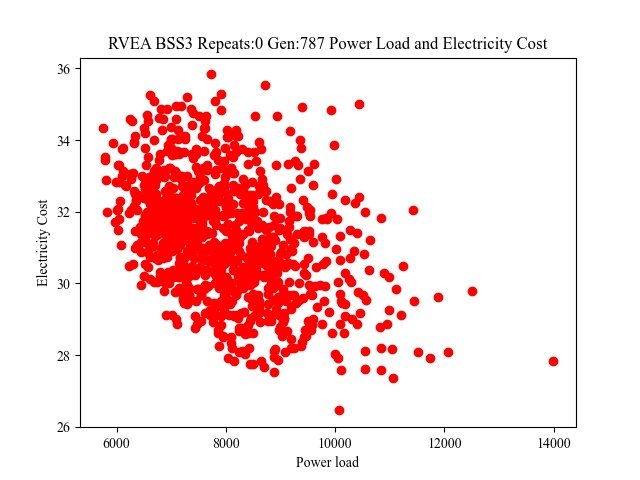 RVEA BSS3 Repeats:0 Gen:787 Power Load and Electricity Cost
36
34
32
30
28
26
Electricity Cost
6000 8000 10000 12000 14000
Power load